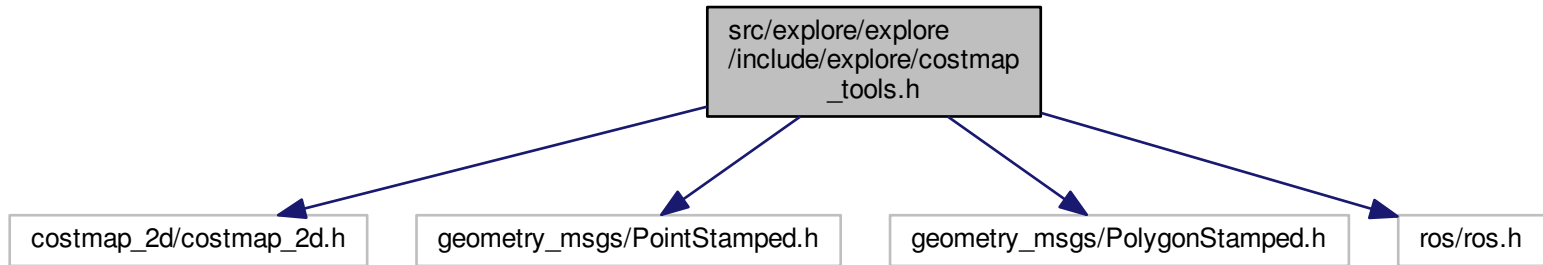 src/explore/explore
/include/explore/costmap
_tools.h
costmap_2d/costmap_2d.h
geometry_msgs/PointStamped.h
geometry_msgs/PolygonStamped.h
ros/ros.h